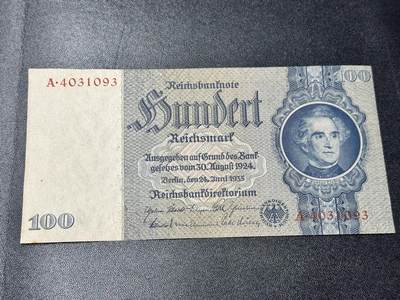 A·4031093
Reichsbanknote
100
Hundert
Reichsmark
Ausgegeben auf Grund des Bank-
gesetzes vom 30. August 1924.
Berlin, den 24. Juni 1935
Reichsbankdirektorium
100
A·4031093